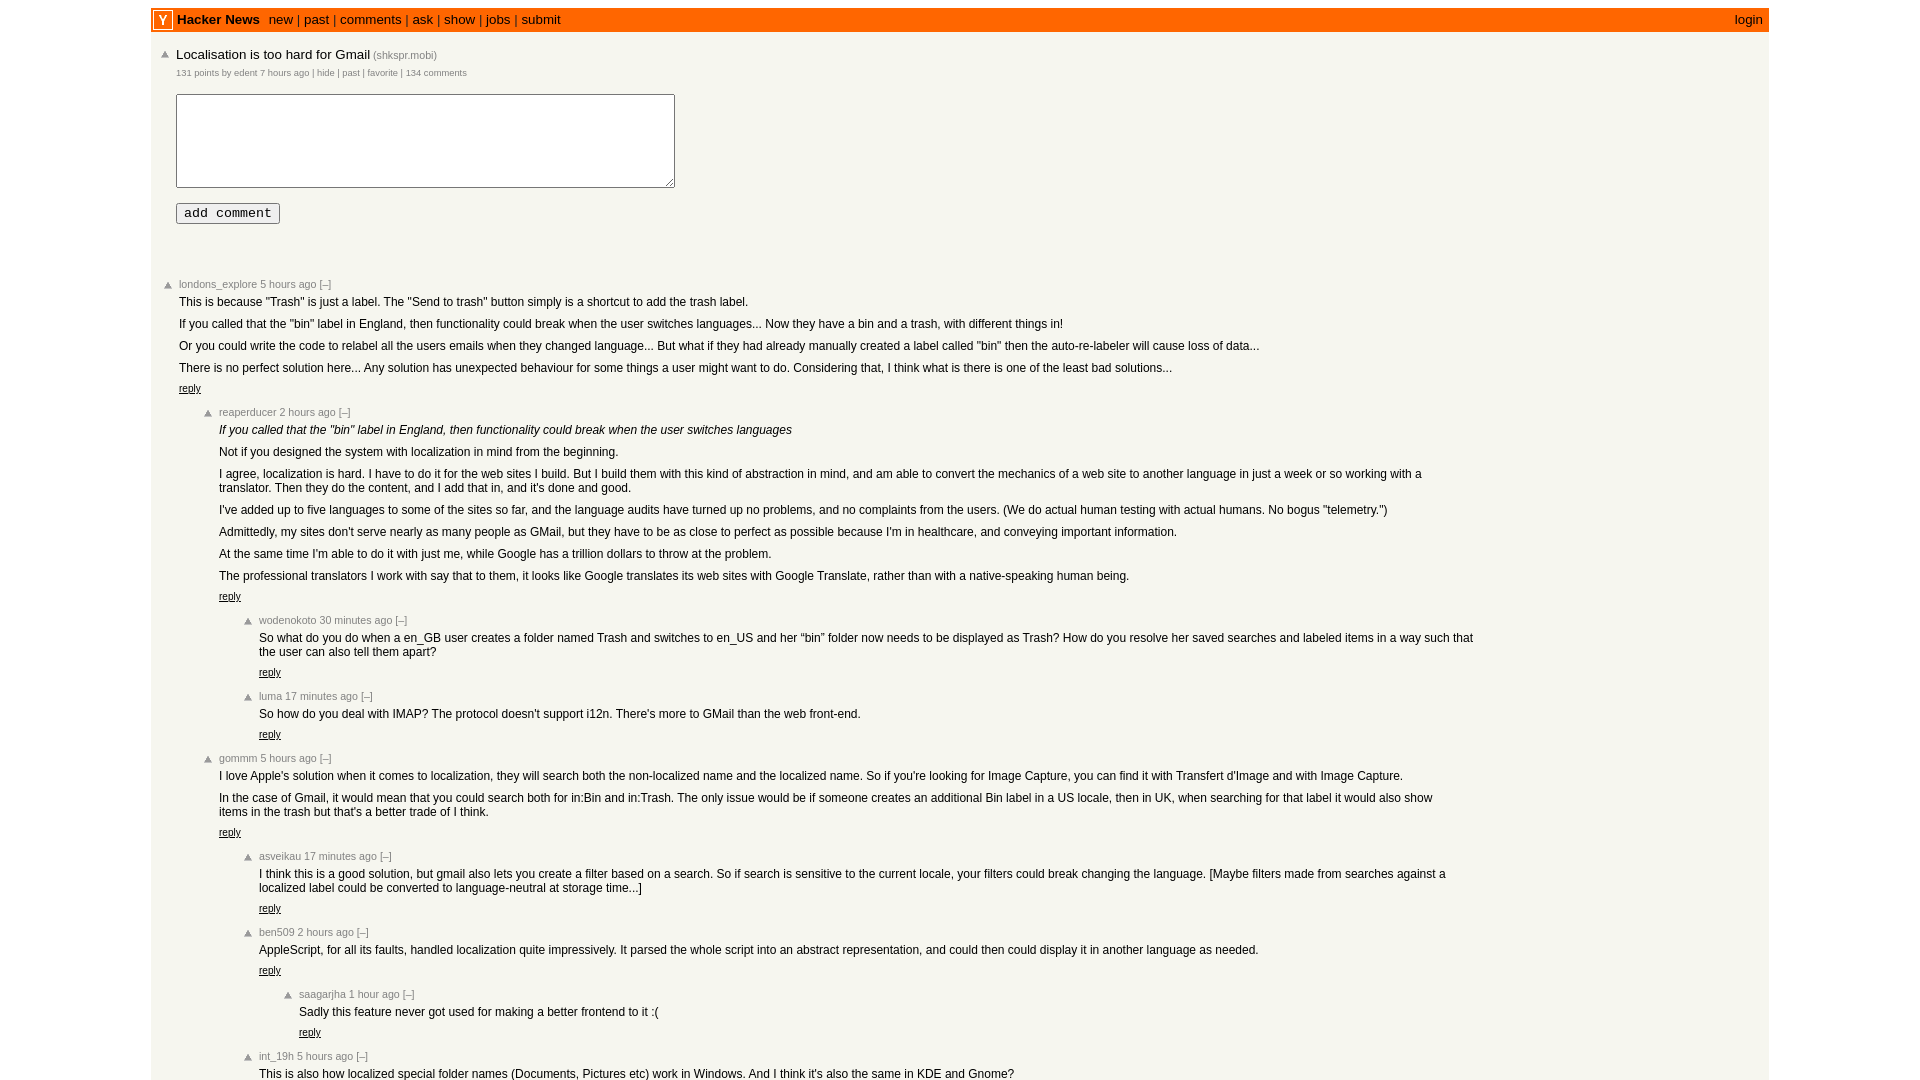 Y Hacker News new | past | comments | ask | show | jobs | submit login
Localisation is too hard for Gmail (shkspr.mobi)
131 points by edent 7 hours ago | hide | past | favorite | 134 comments
add comment
londons_explore 5 hours ago [–]
This is because "Trash" is just a label. The "Send to trash" button simply is a shortcut to add the trash label.
If you called that the "bin" label in England, then functionality could break when the user switches languages... Now they have a bin and a trash, with different things in!
Or you could write the code to relabel all the users emails when they changed language... But what if they had already manually created a label called "bin" then the auto-re-labeler will cause loss of data...
There is no perfect solution here... Any solution has unexpected behaviour for some things a user might want to do. Considering that, I think what is there is one of the least bad solutions...
reply
reaperducer 2 hours ago [–]
If you called that the "bin" label in England, then functionality could break when the user switches languages
Not if you designed the system with localization in mind from the beginning.
I agree, localization is hard. I have to do it for the web sites I build. But I build them with this kind of abstraction in mind, and am able to convert the mechanics of a web site to another language in just a week or so working with a
translator. Then they do the content, and I add that in, and it's done and good.
I've added up to five languages to some of the sites so far, and the language audits have turned up no problems, and no complaints from the users. (We do actual human testing with actual humans. No bogus "telemetry.")
Admittedly, my sites don't serve nearly as many people as GMail, but they have to be as close to perfect as possible because I'm in healthcare, and conveying important information.
At the same time I'm able to do it with just me, while Google has a trillion dollars to throw at the problem.
The professional translators I work with say that to them, it looks like Google translates its web sites with Google Translate, rather than with a native-speaking human being.
reply
wodenokoto 30 minutes ago [–]
So what do you do when a en_GB user creates a folder named Trash and switches to en_US and her “bin” folder now needs to be displayed as Trash? How do you resolve her saved searches and labeled items in a way such that
the user can also tell them apart?
reply
luma 17 minutes ago [–]
So how do you deal with IMAP? The protocol doesn't support i12n. There's more to GMail than the web front-end.
reply
gommm 5 hours ago [–]
I love Apple's solution when it comes to localization, they will search both the non-localized name and the localized name. So if you're looking for Image Capture, you can find it with Transfert d'Image and with Image Capture.
In the case of Gmail, it would mean that you could search both for in:Bin and in:Trash. The only issue would be if someone creates an additional Bin label in a US locale, then in UK, when searching for that label it would also show
items in the trash but that's a better trade of I think.
reply
asveikau 17 minutes ago [–]
I think this is a good solution, but gmail also lets you create a filter based on a search. So if search is sensitive to the current locale, your filters could break changing the language. [Maybe filters made from searches against a
localized label could be converted to language-neutral at storage time...]
reply
ben509 2 hours ago [–]
AppleScript, for all its faults, handled localization quite impressively. It parsed the whole script into an abstract representation, and could then could display it in another language as needed.
reply
saagarjha 1 hour ago [–]
Sadly this feature never got used for making a better frontend to it :(
reply
int_19h 5 hours ago [–]
This is also how localized special folder names (Documents, Pictures etc) work in Windows. And I think it's also the same in KDE and Gnome?